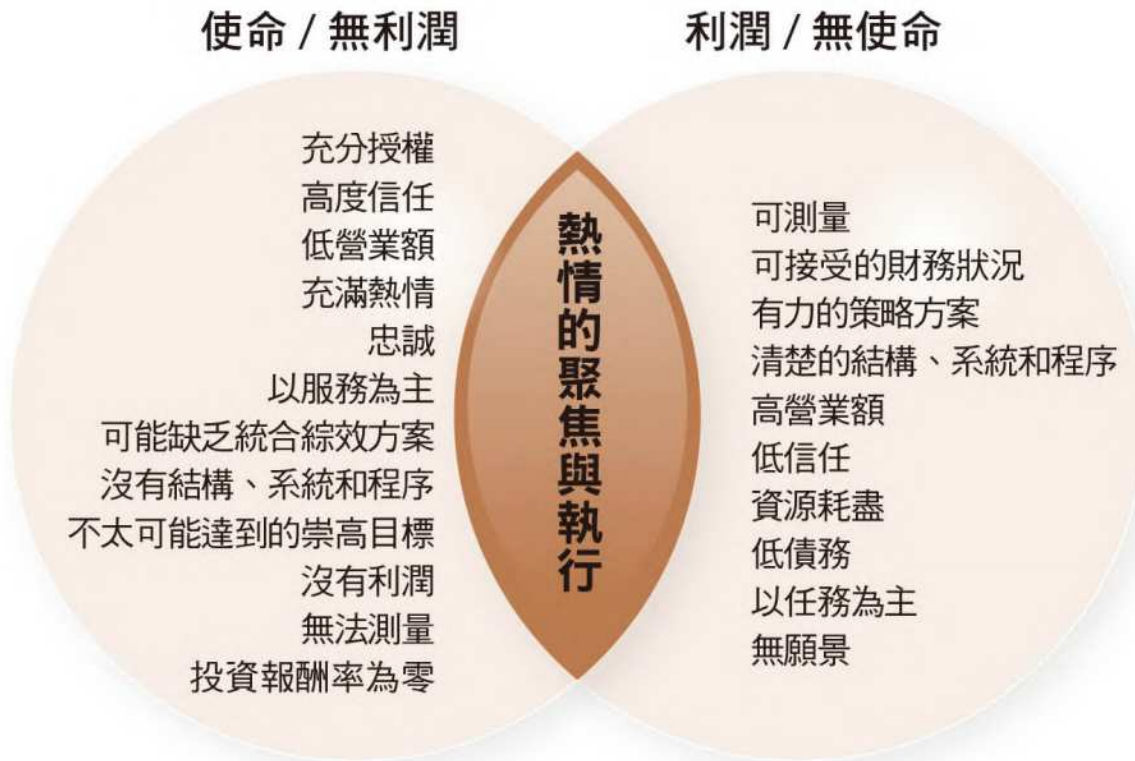 使命 / 無利潤
利潤 / 無使命
充分授權
高度信任
低營業額
充滿熱情
忠誠
以服務為主
可能缺乏統合綜效方案
沒有結構、系統和程序
不太可能達到的崇高目標
沒有利潤
無法測量
投資報酬率為零
熱情的聚焦與執行
可測量
可接受的財務狀況
有力的策略方案
清楚的結構、系統和程序
高營業額
低信任
資源耗盡
低債務
以任務為主
無願景